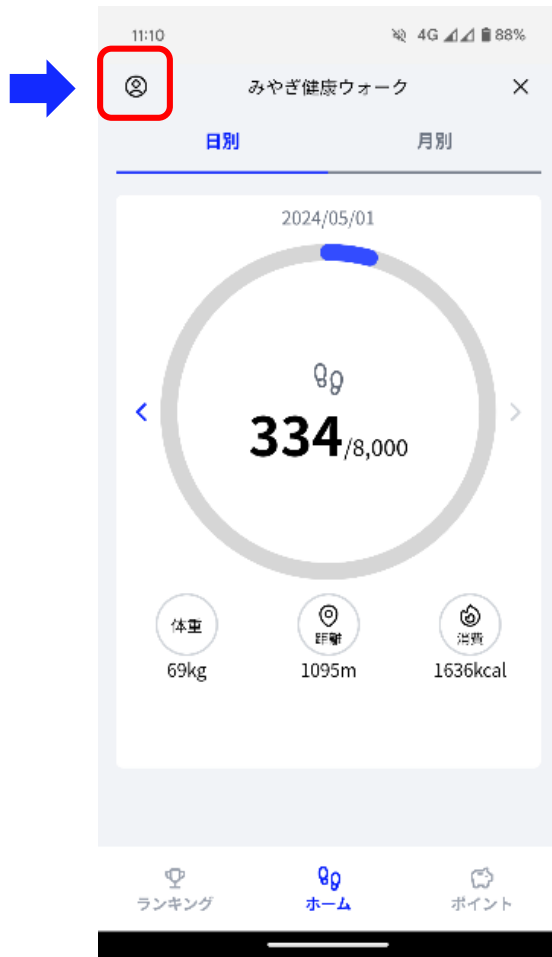 11:10 4G 88%
みやぎ健康ウォーク
日別 月別
2024/05/01
334/8,000
体重 距離 消費
69kg 1095m 1636kcal
ランキング ホーム ポイント